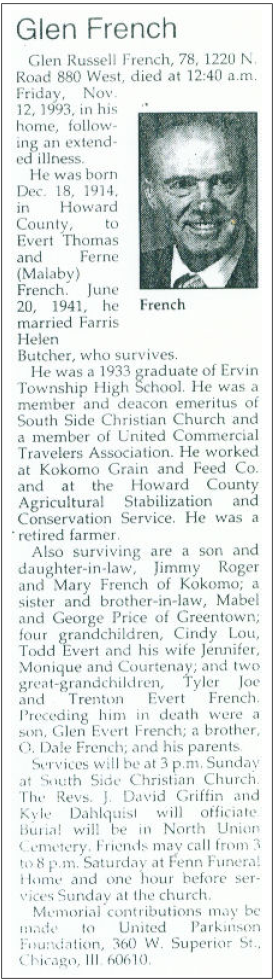 Glen French
Glen Russell French, 78, 1220 N.
Road 880 West, died at 12:40 a.m.
Friday, Nov.
12, 1993, in his
home, follow-
ing an extend-
ed illness.
He was born
Dec. 18, 1914,
in Howard
County, to
Evert Thomas
and Ferne
(Malaby)
French. June
20, 1941, he
married Farris
Helen
Butcher, who survives.
French
He was a 1933 graduate of Ervin
Township High School. He was a
member and deacon emeritus of
South Side Christian Church and
a member of United Commercial
Travelers Association. He worked
at Kokomo Grain and Feed Co.
and at the Howard County
Agricultural Stabilization and
Conservation Service. He was a
retired farmer.
Also surviving are a son and
daughter-in-law, Jimmy Roger
and Mary French of Kokomo; a
sister and brother-in-law, Mabel
and George Price of Greentown;
four grandchildren, Cindy Lou,
Todd Evert and his wife Jennifer,
Monique and Courtenay; and two
great-grandchildren, Tyler Joe
and Trenton Evert French.
Preceding him in death were a
son, Glen Evert French; a brother,
O. Dale French; and his parents.
Services will be at 3 p.m. Sunday
at South Side Christian Church.
The Revs. J. David Griffin and
Kyle Dahlquist will officiate.
Burial will be in North Union
Cemetery. Friends may call from 3
to 8 p.m. Saturday at Fenn Funeral
Home and one hour before ser-
vices Sunday at the church.
Memorial contributions may be
made to United Parkinson
Foundation, 360 W. Superior St.,
Chicago, Ill. 60610.